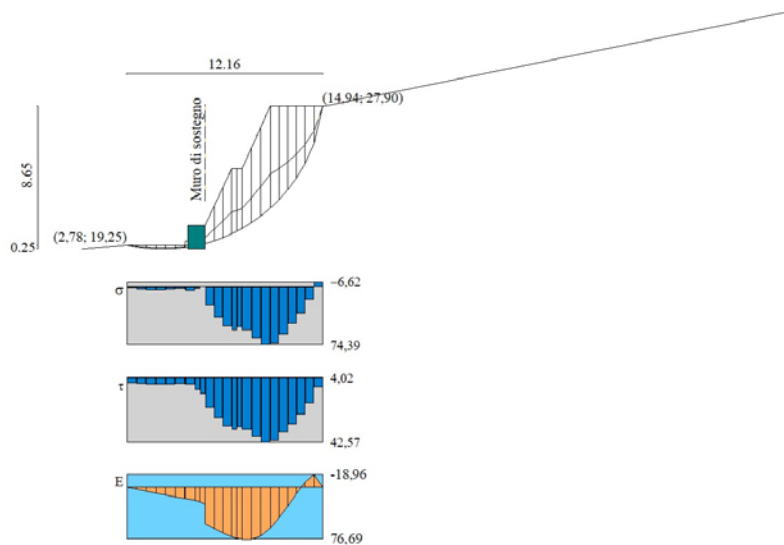 12.16
(14,94; 27,90)
Muro di sostegno
8.65
0.25
(2,78; 19,25)
σ
−6,62
74,39
τ
4,02
42,57
E
-18,96
76,69